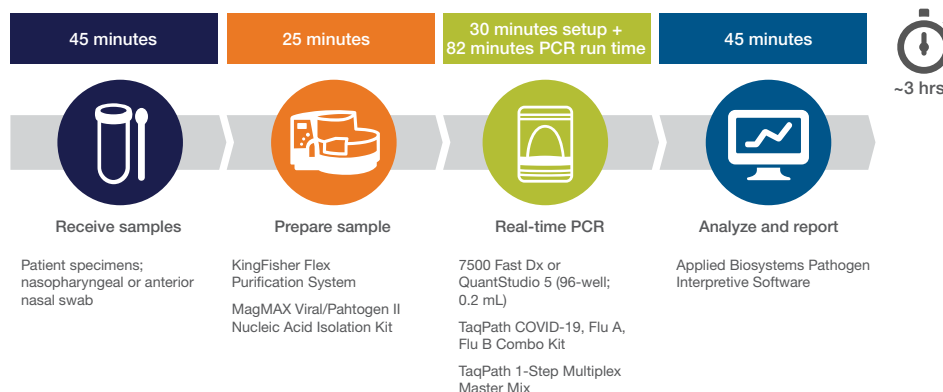 45 minutes
25 minutes
30 minutes setup +
82 minutes PCR run time
45 minutes
~3 hrs
Receive samples
Prepare sample
Real-time PCR
Analyze and report
Patient specimens;
nasopharyngeal or anterior
nasal swab
KingFisher Flex
Purification System
MagMAX Viral/Pahtogen II
Nucleic Acid Isolation Kit
7500 Fast Dx or
QuantStudio 5 (96-well;
0.2 mL)
TaqPath COVID-19, Flu A,
Flu B Combo Kit
TaqPath 1-Step Multiplex
Master Mix
Applied Biosystems Pathogen
Interpretive Software